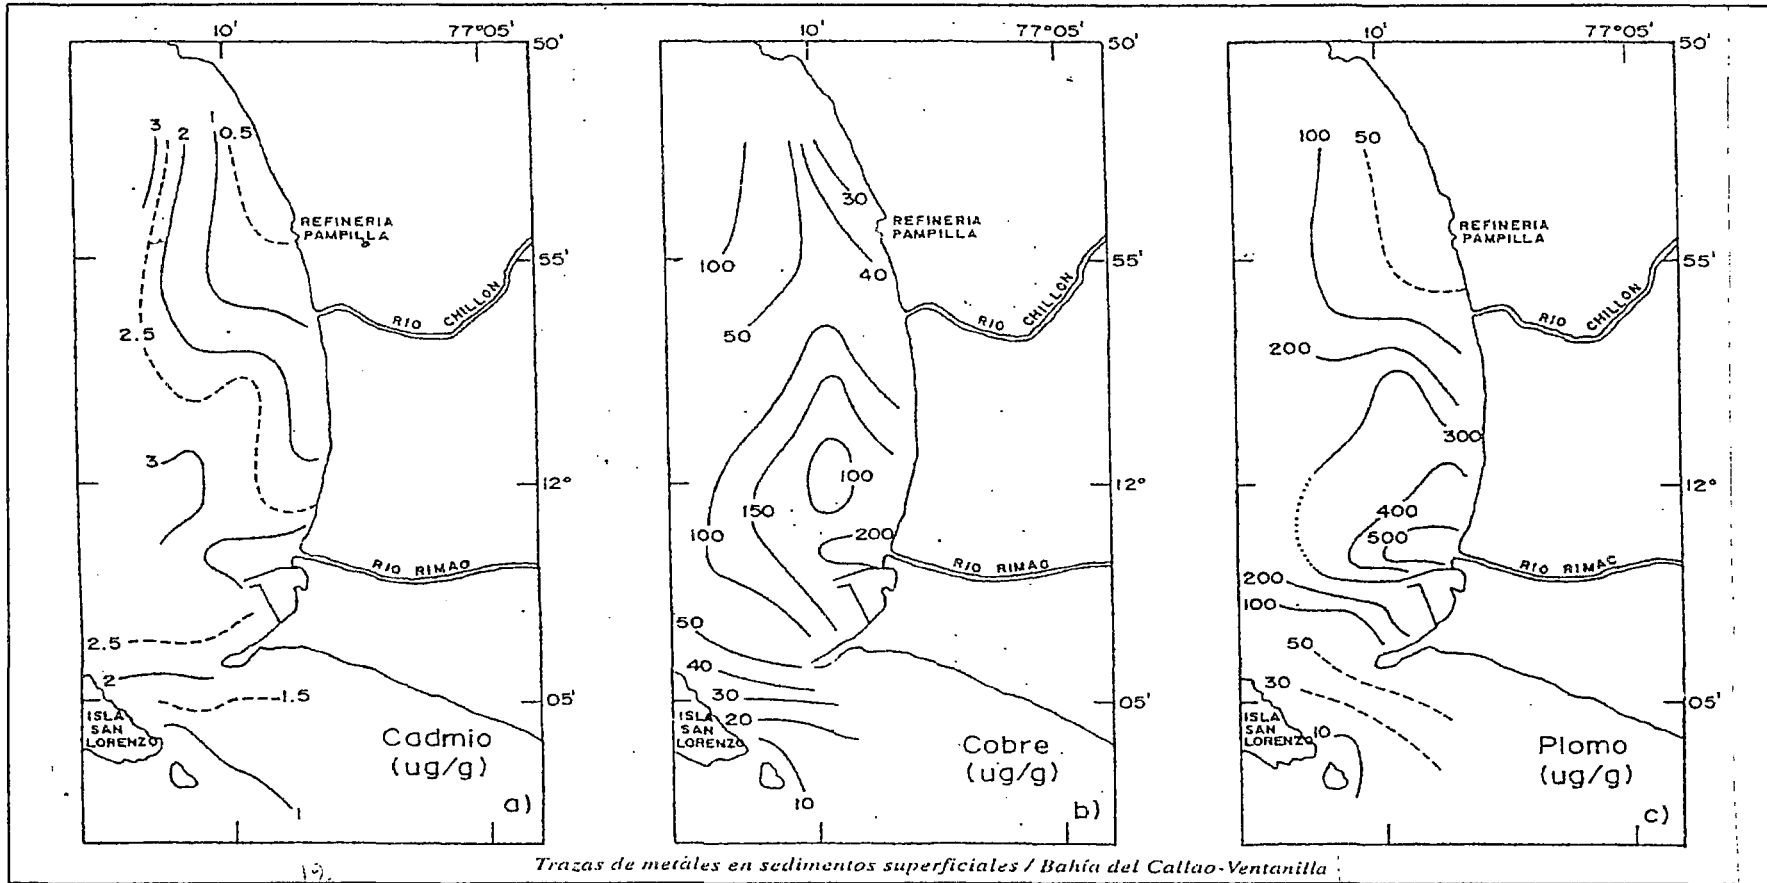 10' 77°05'
50'
3 2 1 0.5
REFINERIA
PAMPILLA
55'
RIO CHILLON
2.5
3
12°
RIO RIMAC
2.5
2
1.5
05'
ISLA
SAN
LORENZO
Cadmio
(ug/g)
1
a)
10' 77°05'
50'
30
REFINERIA
PAMPILLA
100
40
55'
RIO CHILLON
50
100
12°
150
100
200
RIO RIMAC
50
40
30
20
05'
ISLA
SAN
LORENZO
Cobre
(ug/g)
10
b)
10' 77°05'
50'
100 50
REFINERIA
PAMPILLA
55'
RIO CHILLON
200
300
12°
400
500
RIO RIMAC
200
100
50
30
05'
ISLA
SAN
LORENZO
10
Plomo
(ug/g)
c)
Trazas de metáles en sedimentos superficiales / Bahía del Callao-Ventanilla